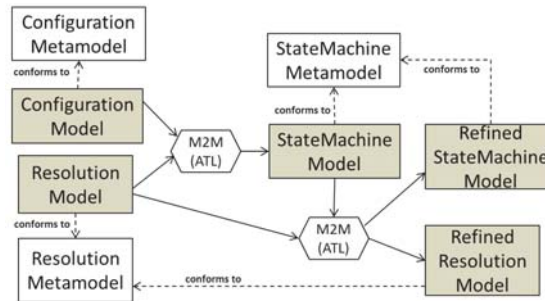 Configuration
Metamodel
StateMachine
Metamodel
conforms to
conforms to
conforms to
Configuration
Model
M2M
(ATL)
StateMachine
Model
Refined
StateMachine
Model
Resolution
Model
conforms to
M2M
(ATL)
Resolution
Metamodel
conforms to
Refined
Resolution
Model